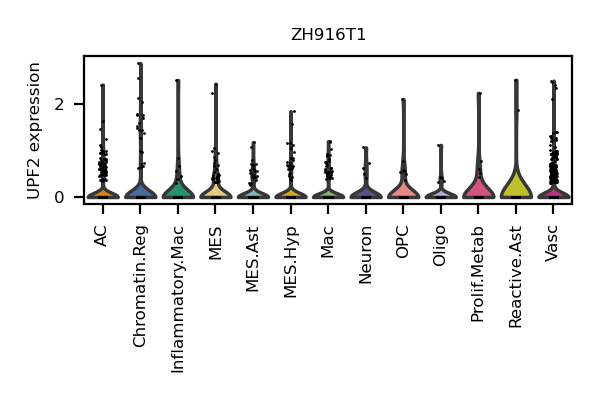 ZH916T1
UPF2 expression
2
0
AC
Chromatin.Reg
Inflammatory.Mac
MES
MES.Ast
MES.Hyp
Mac
Neuron
OPC
Oligo
Prolif.Metab
Reactive.Ast
Vasc